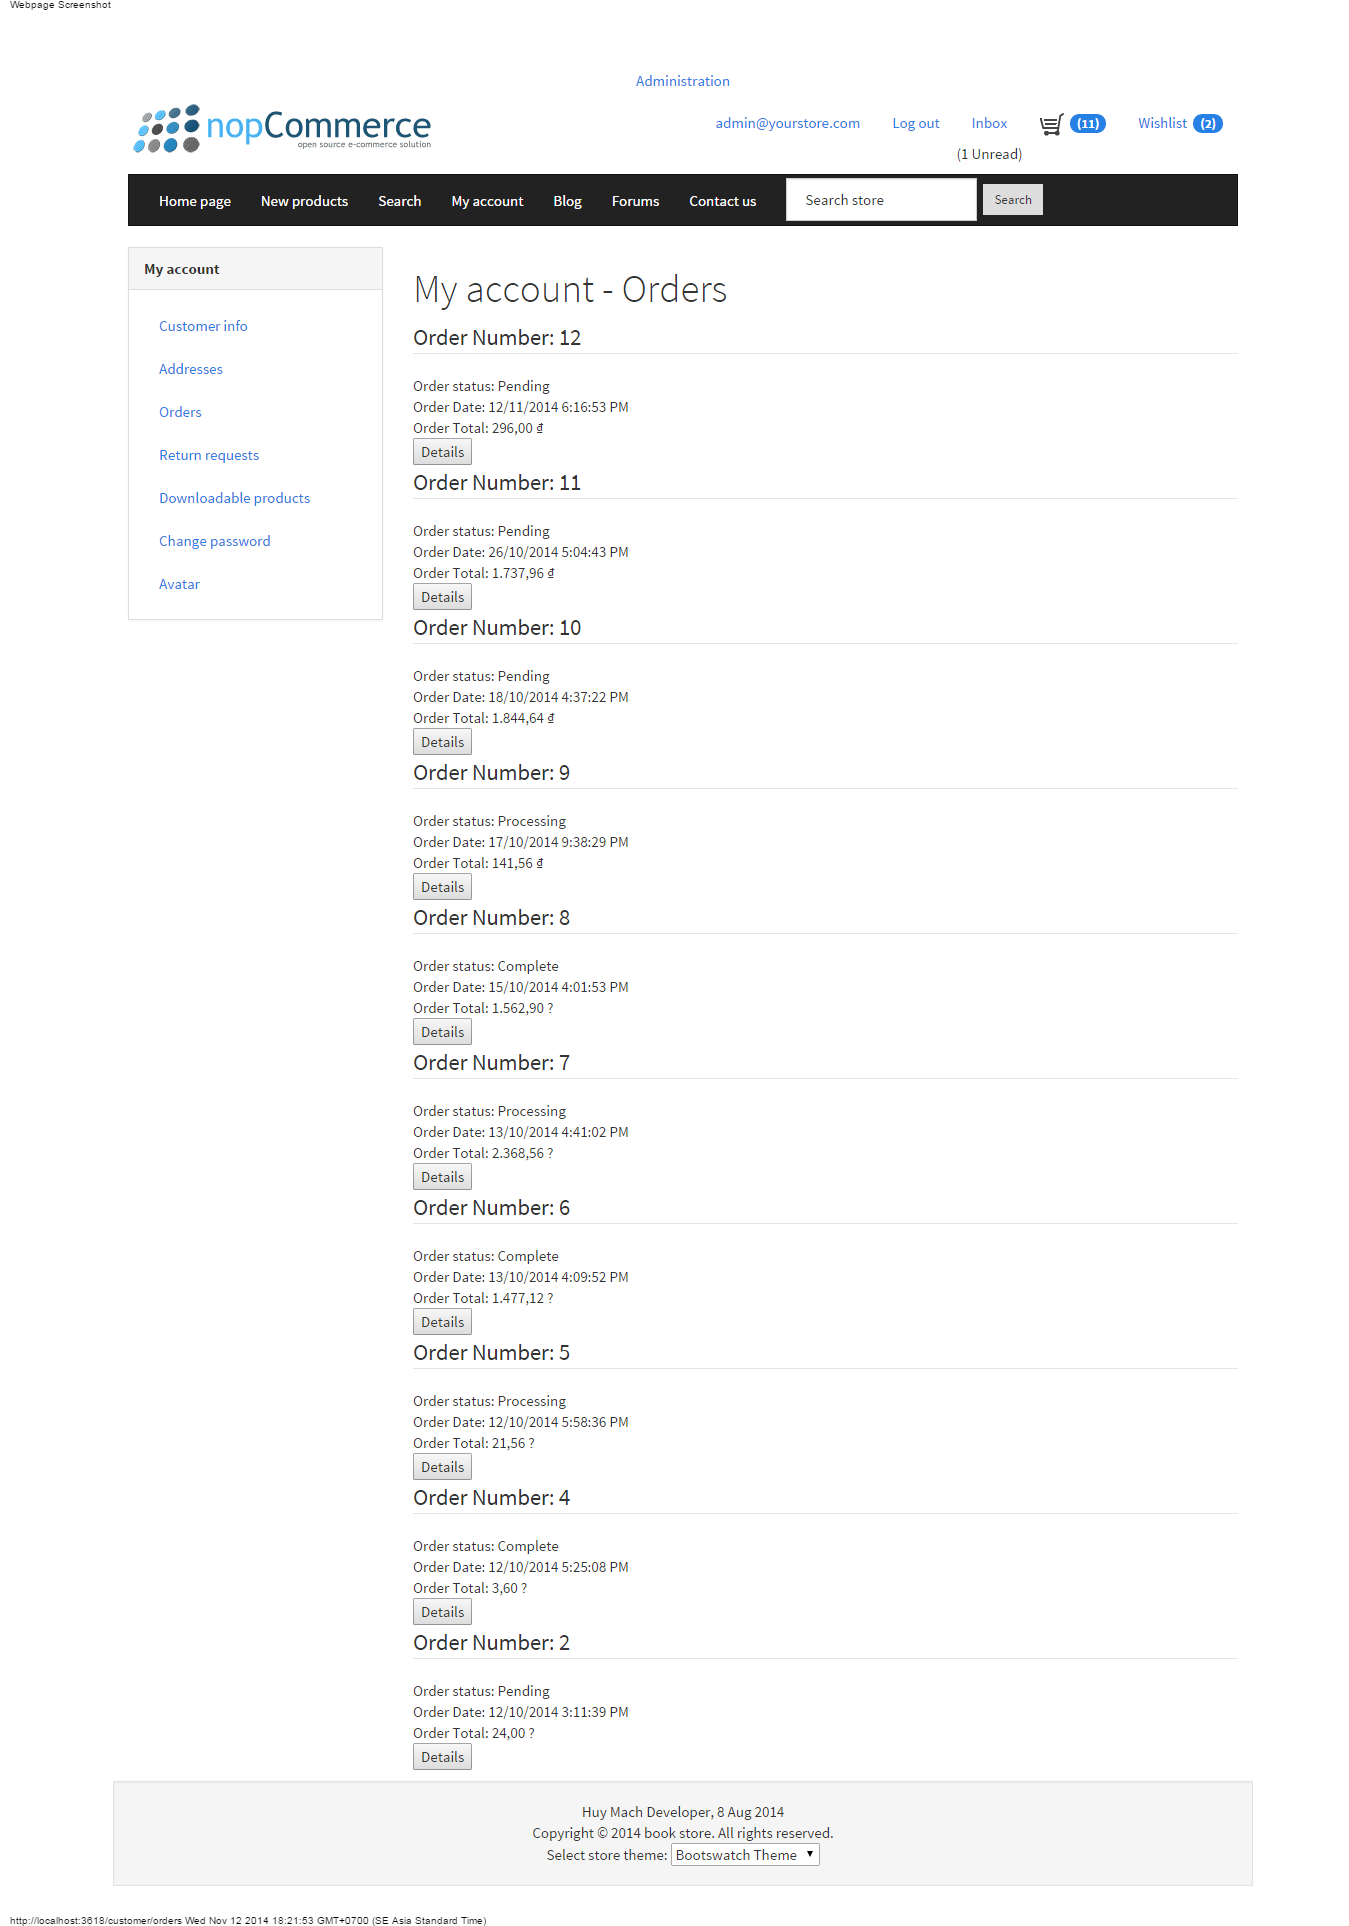 Webpage Screenshot
Administration
nopCommerce
open source e-commerce solution
admin@yourstore.com Log out Inbox (11) Wishlist (2)
(1 Unread)
Home page New products Search My account Blog Forums Contact us Search store Search
My account
Customer info
Addresses
Orders
Return requests
Downloadable products
Change password
Avatar
My account - Orders
Order Number: 12
Order status: Pending
Order Date: 12/11/2014 6:16:53 PM
Order Total: 296,00 ₫
Details
Order Number: 11
Order status: Pending
Order Date: 26/10/2014 5:04:43 PM
Order Total: 1.737,96 ₫
Details
Order Number: 10
Order status: Pending
Order Date: 18/10/2014 4:37:22 PM
Order Total: 1.844,64 ₫
Details
Order Number: 9
Order status: Processing
Order Date: 17/10/2014 9:38:29 PM
Order Total: 141,56 ₫
Details
Order Number: 8
Order status: Complete
Order Date: 15/10/2014 4:01:53 PM
Order Total: 1.562,90 ?
Details
Order Number: 7
Order status: Processing
Order Date: 13/10/2014 4:41:02 PM
Order Total: 2.368,56 ?
Details
Order Number: 6
Order status: Complete
Order Date: 13/10/2014 4:09:52 PM
Order Total: 1.477,12 ?
Details
Order Number: 5
Order status: Processing
Order Date: 12/10/2014 5:58:36 PM
Order Total: 21,56 ?
Details
Order Number: 4
Order status: Complete
Order Date: 12/10/2014 5:25:08 PM
Order Total: 3,60 ?
Details
Order Number: 2
Order status: Pending
Order Date: 12/10/2014 3:11:39 PM
Order Total: 24,00 ?
Details
Huy Mach Developer, 8 Aug 2014
Copyright © 2014 book store. All rights reserved.
Select store theme: Bootswatch Theme
http://localhost:3618/customer/orders Wed Nov 12 2014 18:21:53 GMT+0700 (SE Asia Standard Time)